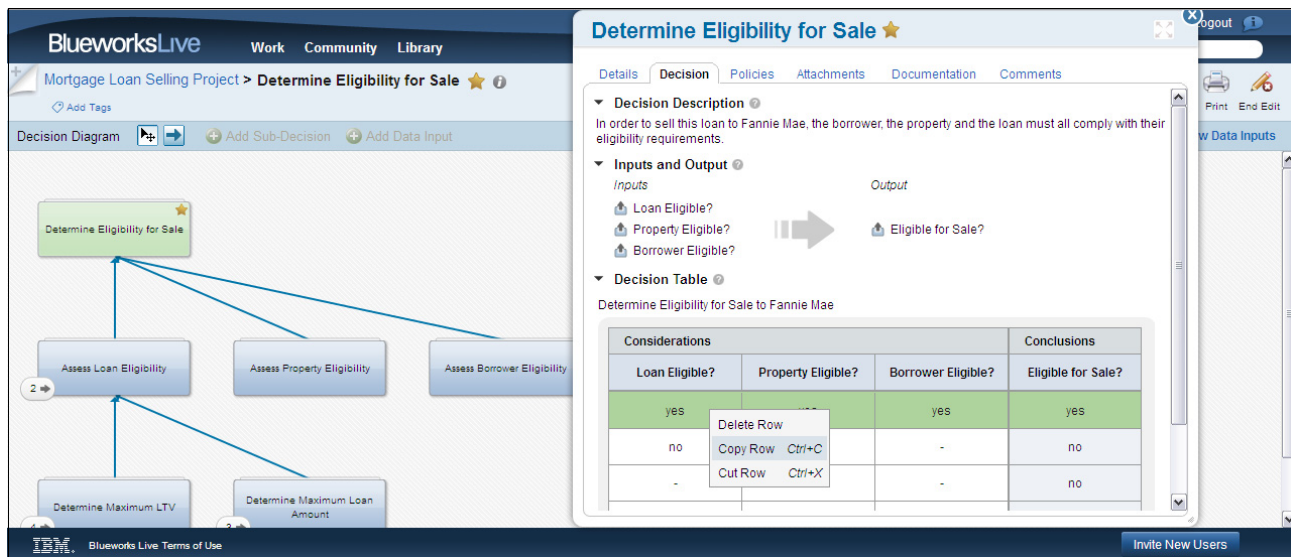 BlueworksLive
Work Community Library
Logout
Mortgage Loan Selling Project > Determine Eligibility for Sale
Add Tags
Print End Edit
Decision Diagram Add Sub-Decision Add Data Input
w Data Inputs
Determine Eligibility for Sale
Assess Loan Eligibility
Assess Property Eligibility
Assess Borrower Eligibility
2
Determine Maximum LTV
Determine Maximum Loan
Amount
3
Determine Eligibility for Sale
Details Decision Policies Attachments Documentation Comments
Decision Description
In order to sell this loan to Fannie Mae, the borrower, the property and the loan must all comply with their
eligibility requirements.
Inputs and Output
Inputs Output
Loan Eligible?
Property Eligible? Eligible for Sale?
Borrower Eligible?
Decision Table
Determine Eligibility for Sale to Fannie Mae
Considerations Conclusions
Loan Eligible? Property Eligible? Borrower Eligible? Eligible for Sale?
yes yes yes
Delete Row
no Copy Row Ctrl+C - no
- Cut Row Ctrl+X - no
IBM. Blueworks Live Terms of Use
Invite New Users